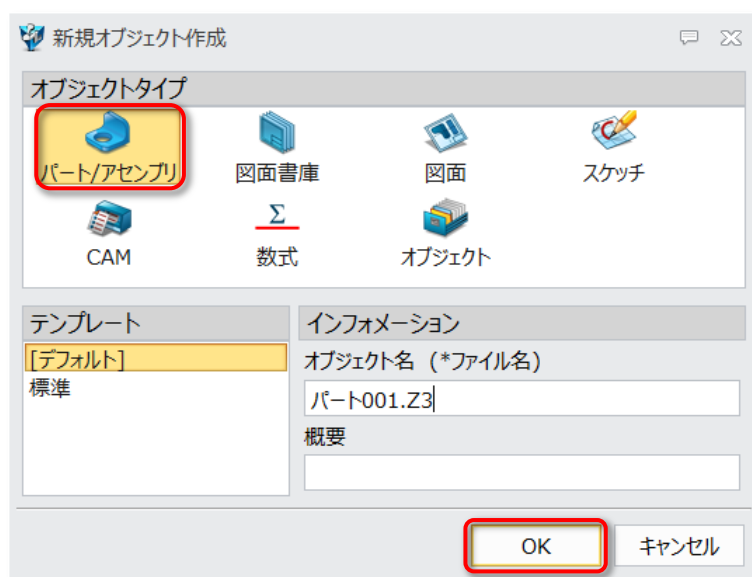 新規オブジェクト作成
オブジェクトタイプ
パート/アセンブリ 図面書庫 図面 スケッチ
Σ
CAM 数式 オブジェクト
テンプレート
[デフォルト]
標準
インフォメーション
オブジェクト名 (*ファイル名)
パート001.Z3
概要
OK キャンセル